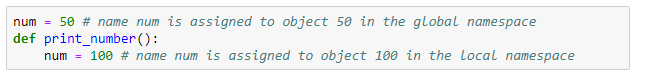 num = 50 # name num is assigned to object 50 in the global namespace
def print_number():
    num = 100 # name num is assigned to object 100 in the local namespace